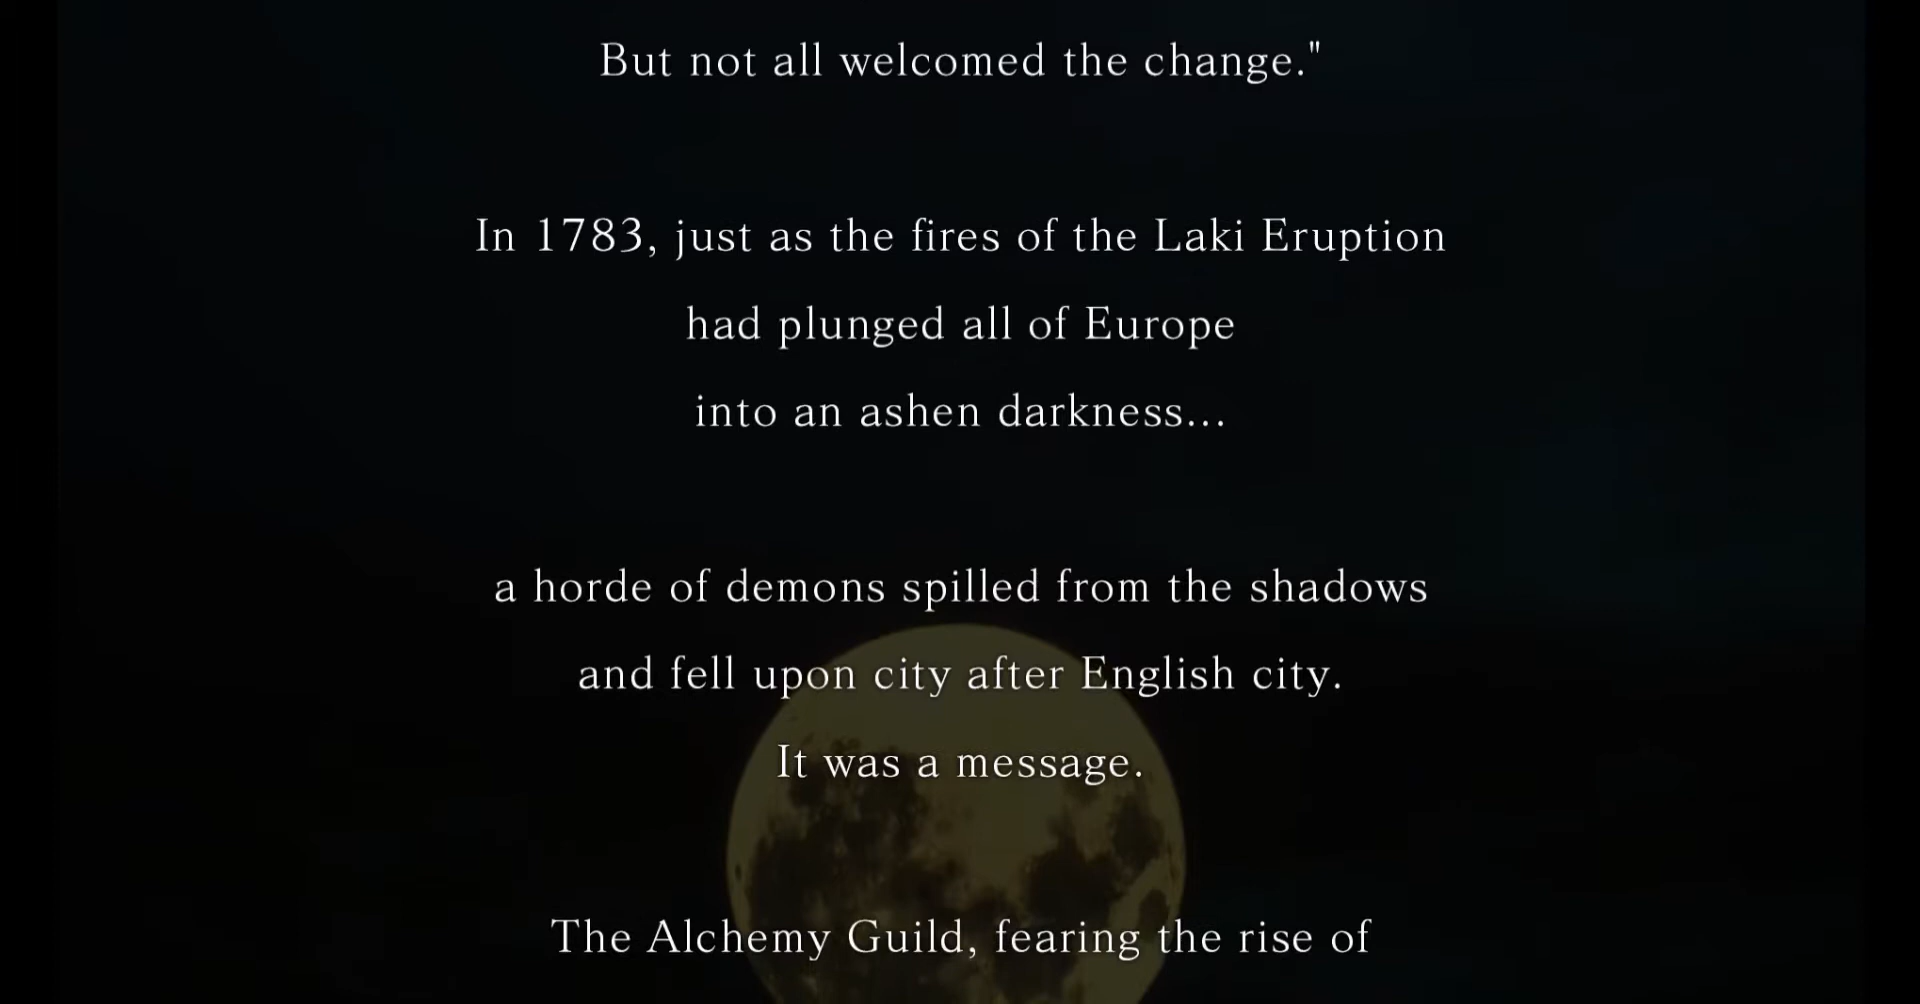 But not all welcomed the change."
In 1783, just as the fires of the Laki Eruption
had plunged all of Europe
into an ashen darkness...
a horde of demons spilled from the shadows
and fell upon city after English city.
It was a message.
The Alchemy Guild, fearing the rise of